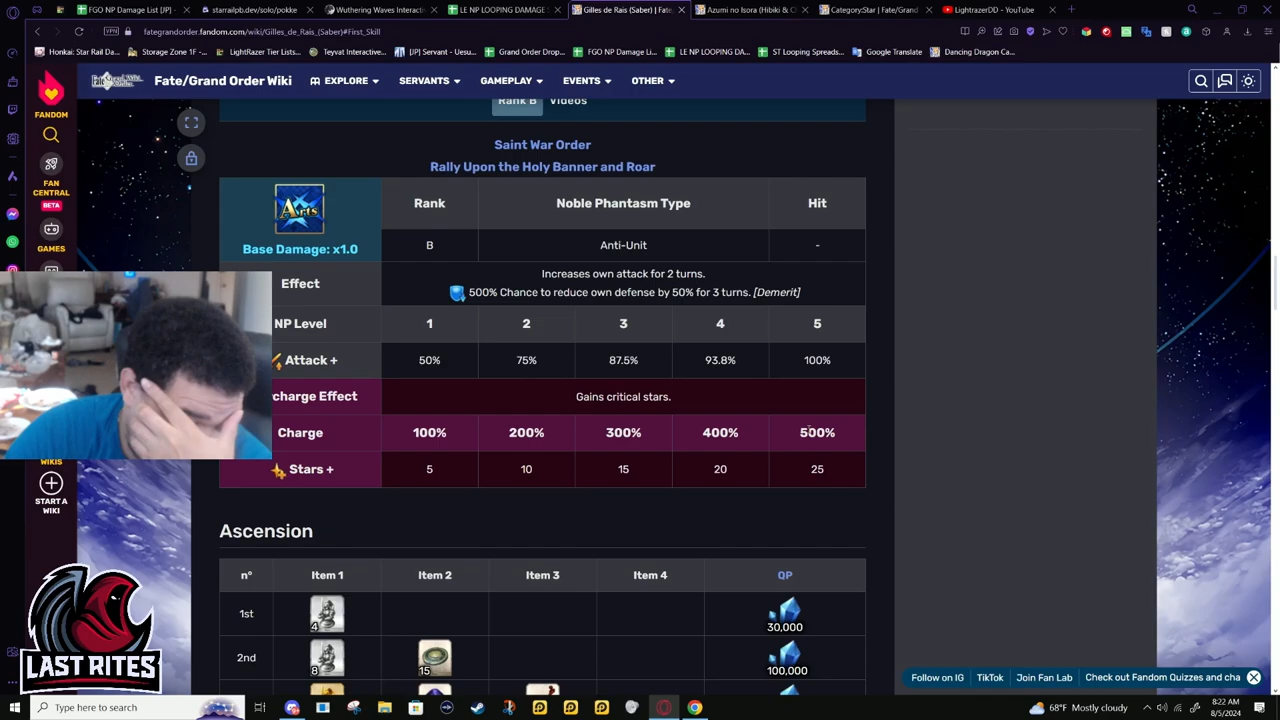 FGO NP Damage List [JP] -
starrailpb.dev/solo/pokke
Wuthering Waves Interactiv
LE NP LOOPING DAMAGE
Gilles de Rais (Saber) | Fat
Azumi no Isora (Hibiki & C
Category:Star | Fate/Grand
LightrazerDD - YouTube
VPN
fategrandorder.fandom.com/wiki/Gilles_de_Rais_(Saber)#First_Skill
Honkai: Star Rail Da...
Storage Zone 1F -...
LightRazer Tier Lists...
[JP] Servant - Uesu...
Grand Order Drop...
FGO NP Damage Li...
LE NP LOOPING DA...
ST Looping Spreads...
Google Translate
Dancing Dragon Ca...
Fate/Grand Order Wiki
EXPLORE
SERVANTS
GAMEPLAY
EVENTS
OTHER
FANDOM
FAN
CENTRAL
BETA
GAMES
WIKIS
START A
WIKI
Rank B
Videos
Saint War Order
Rally Upon the Holy Banner and Roar
Arts
Base Damage: x1.0
Rank
Noble Phantasm Type
Hit
B
Anti-Unit
-
Effect
Increases own attack for 2 turns.
500% Chance to reduce own defense by 50% for 3 turns. [Demerit]
NP Level
1
2
3
4
5
Attack +
50%
75%
87.5%
93.8%
100%
rcharge Effect
Gains critical stars.
Charge
100%
200%
300%
400%
500%
Stars +
5
10
15
20
25
Ascension
n°
Item 1
Item 2
Item 3
Item 4
QP
1st
4
30,000
2nd
8
15
100,000
LAST RITES
Follow on IG
TikTok
Join Fan Lab
Check out Fandom Quizzes and cha
Type here to search
68°F Mostly cloudy
8:22 AM
8/5/2024